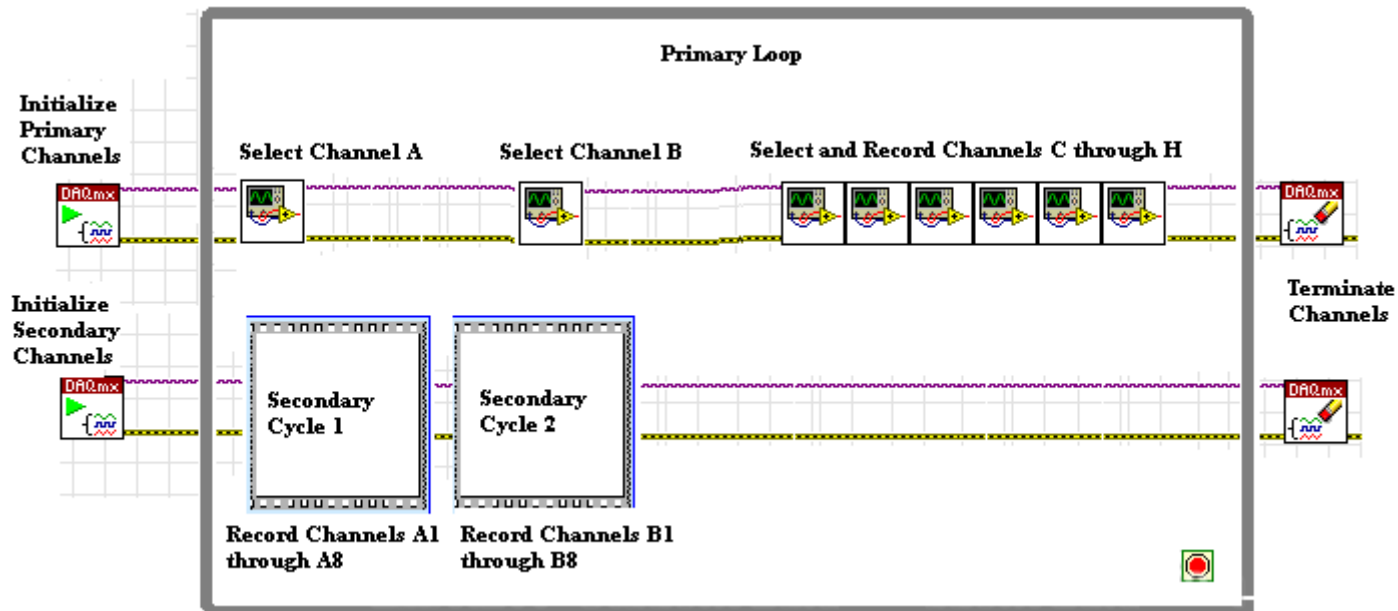 Primary Loop
Initialize
Primary
Channels
Select Channel A
Select Channel B
Select and Record Channels C through H
DAQmx
DAQmx
Initialize
Secondary
Channels
Terminate
Channels
DAQmx
Secondary
Cycle 1
Secondary
Cycle 2
DAQmx
Record Channels A1
through A8
Record Channels B1
through B8